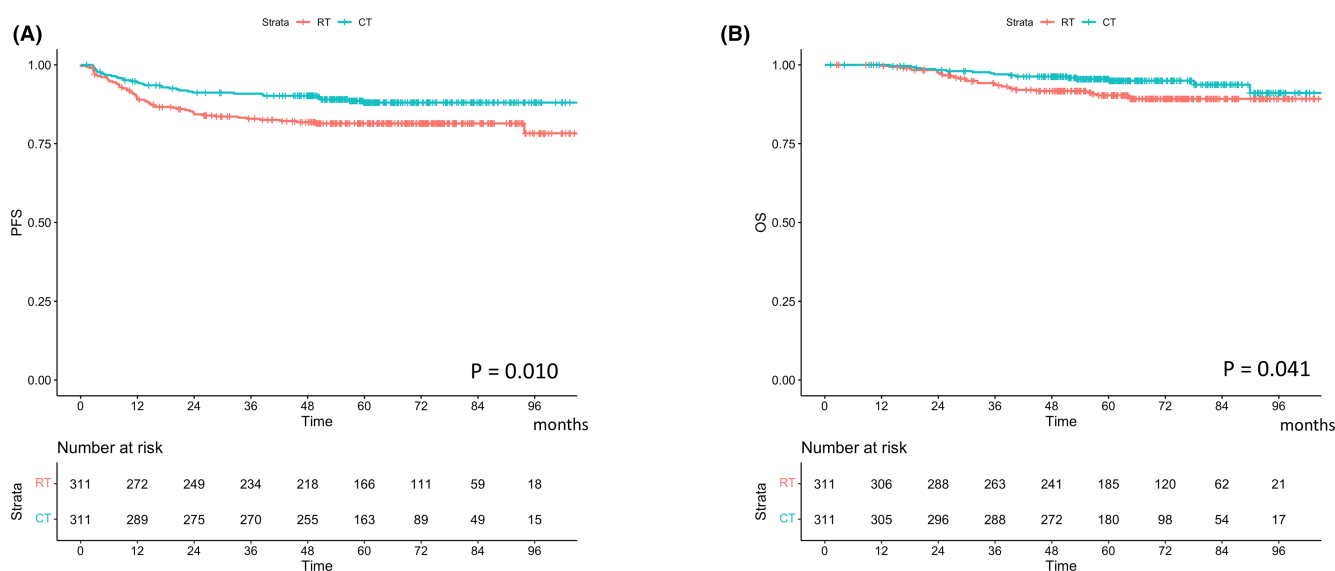 (A)
Strata RT CT
1.00
0.75
0.50
0.25
0.00
PFS
P = 0.010
0 12 24 36 48 60 72 84 96
Time
months
Number at risk
Strata
RT 311 272 249 234 218 166 111 59 18
CT 311 289 275 270 255 163 89 49 15
0 12 24 36 48 60 72 84 96
Time
(B)
Strata RT CT
1.00
0.75
0.50
0.25
0.00
OS
P = 0.041
0 12 24 36 48 60 72 84 96
Time
months
Number at risk
Strata
RT 311 306 288 263 241 185 120 62 21
CT 311 305 296 288 272 180 98 54 17
0 12 24 36 48 60 72 84 96
Time